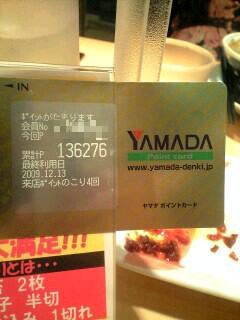 IN
ポイントがたまります
会員No
今回P
累計P 136276
最終利用日
2009.12.13
来店ポイントのこり4回
YAMADA
Point card
www.yamada-denki.jp
ヤマダ ポイントカード
満足!!!
とは…
2枚
子 半切
み 1切れ